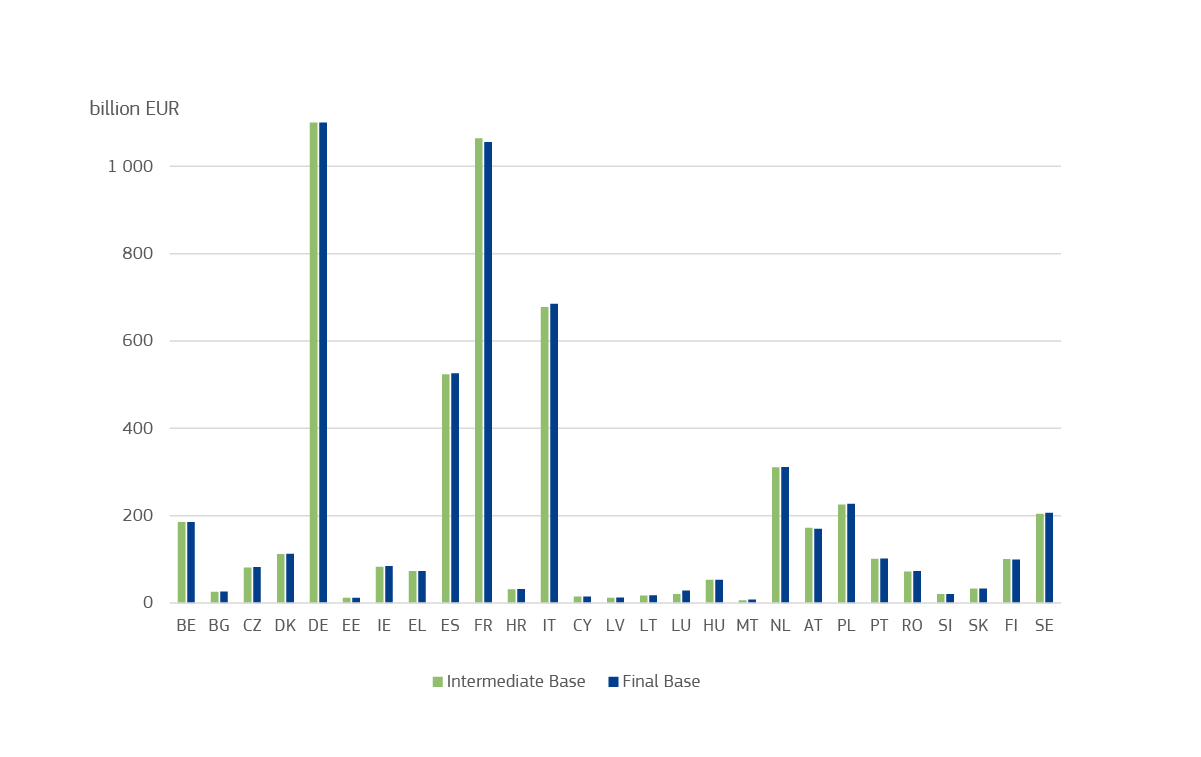 billion EUR
1 000
800
600
400
200
0
BE BG CZ DK DE EE IE EL ES FR HR IT CY LV LT LU HU MT NL AT PL PT RO SI SK FI SE
Intermediate Base Final Base